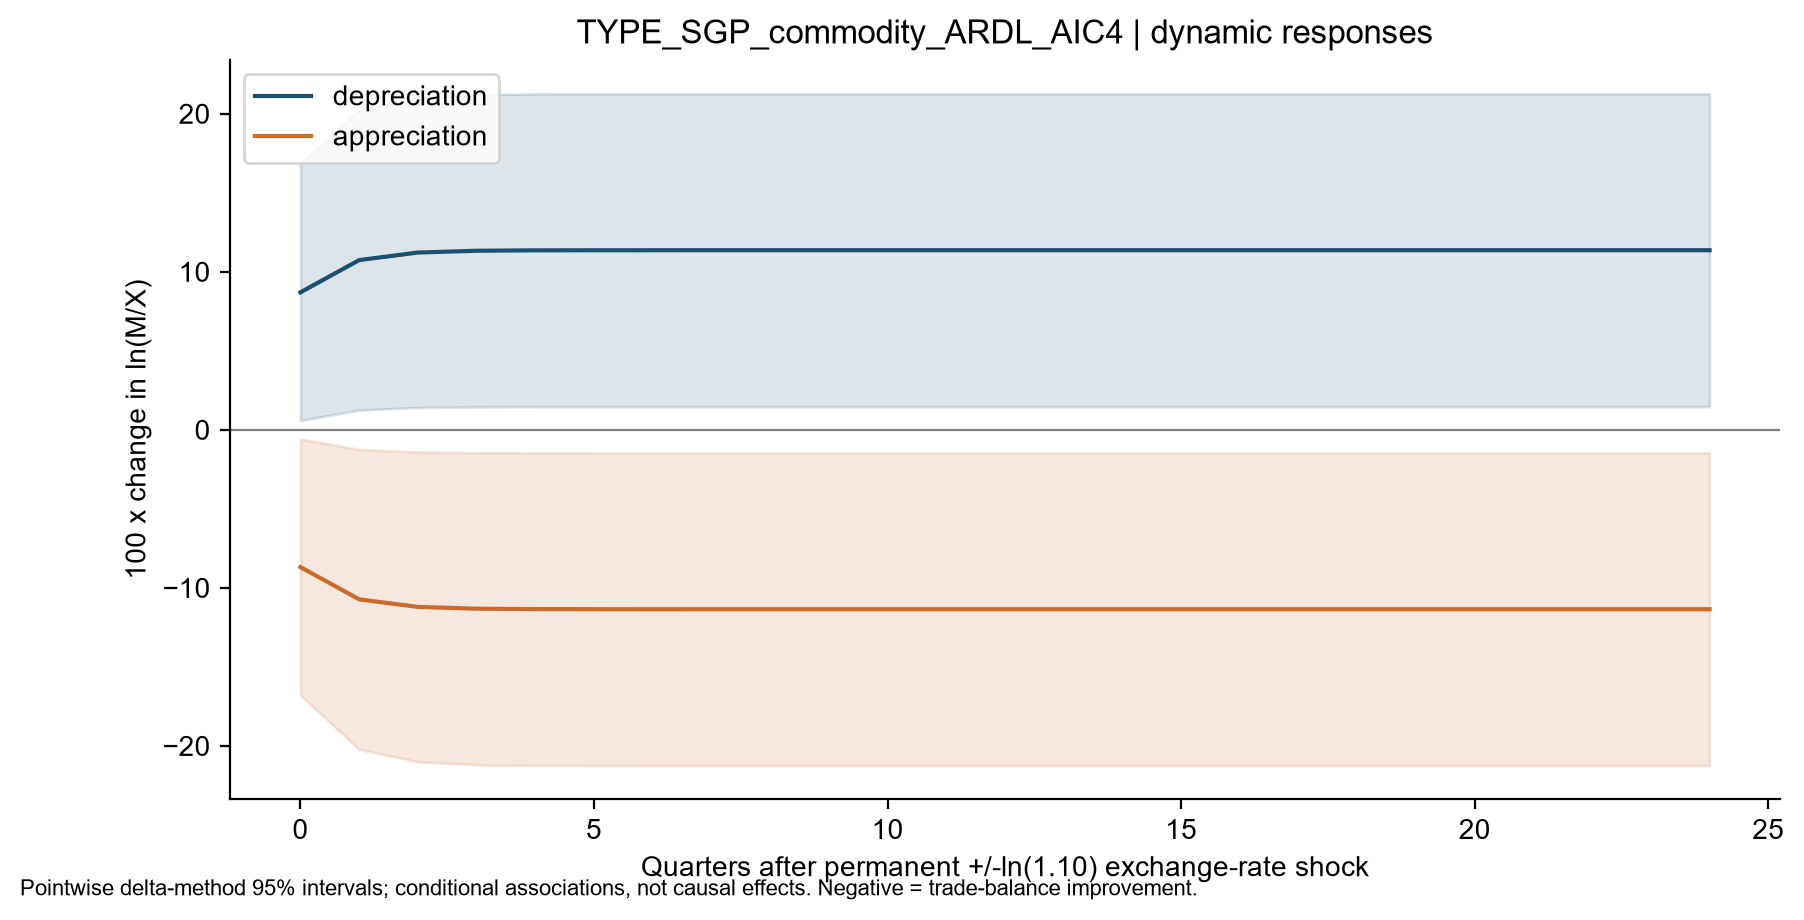 TYPE_SGP_commodity_ARDL_AIC4 | dynamic responses
depreciation
appreciation
20
10
0
−10
−20
100 x change in ln(M/X)
0 5 10 15 20 25
Quarters after permanent +/-ln(1.10) exchange-rate shock
Pointwise delta-method 95% intervals; conditional associations, not causal effects. Negative = trade-balance improvement.